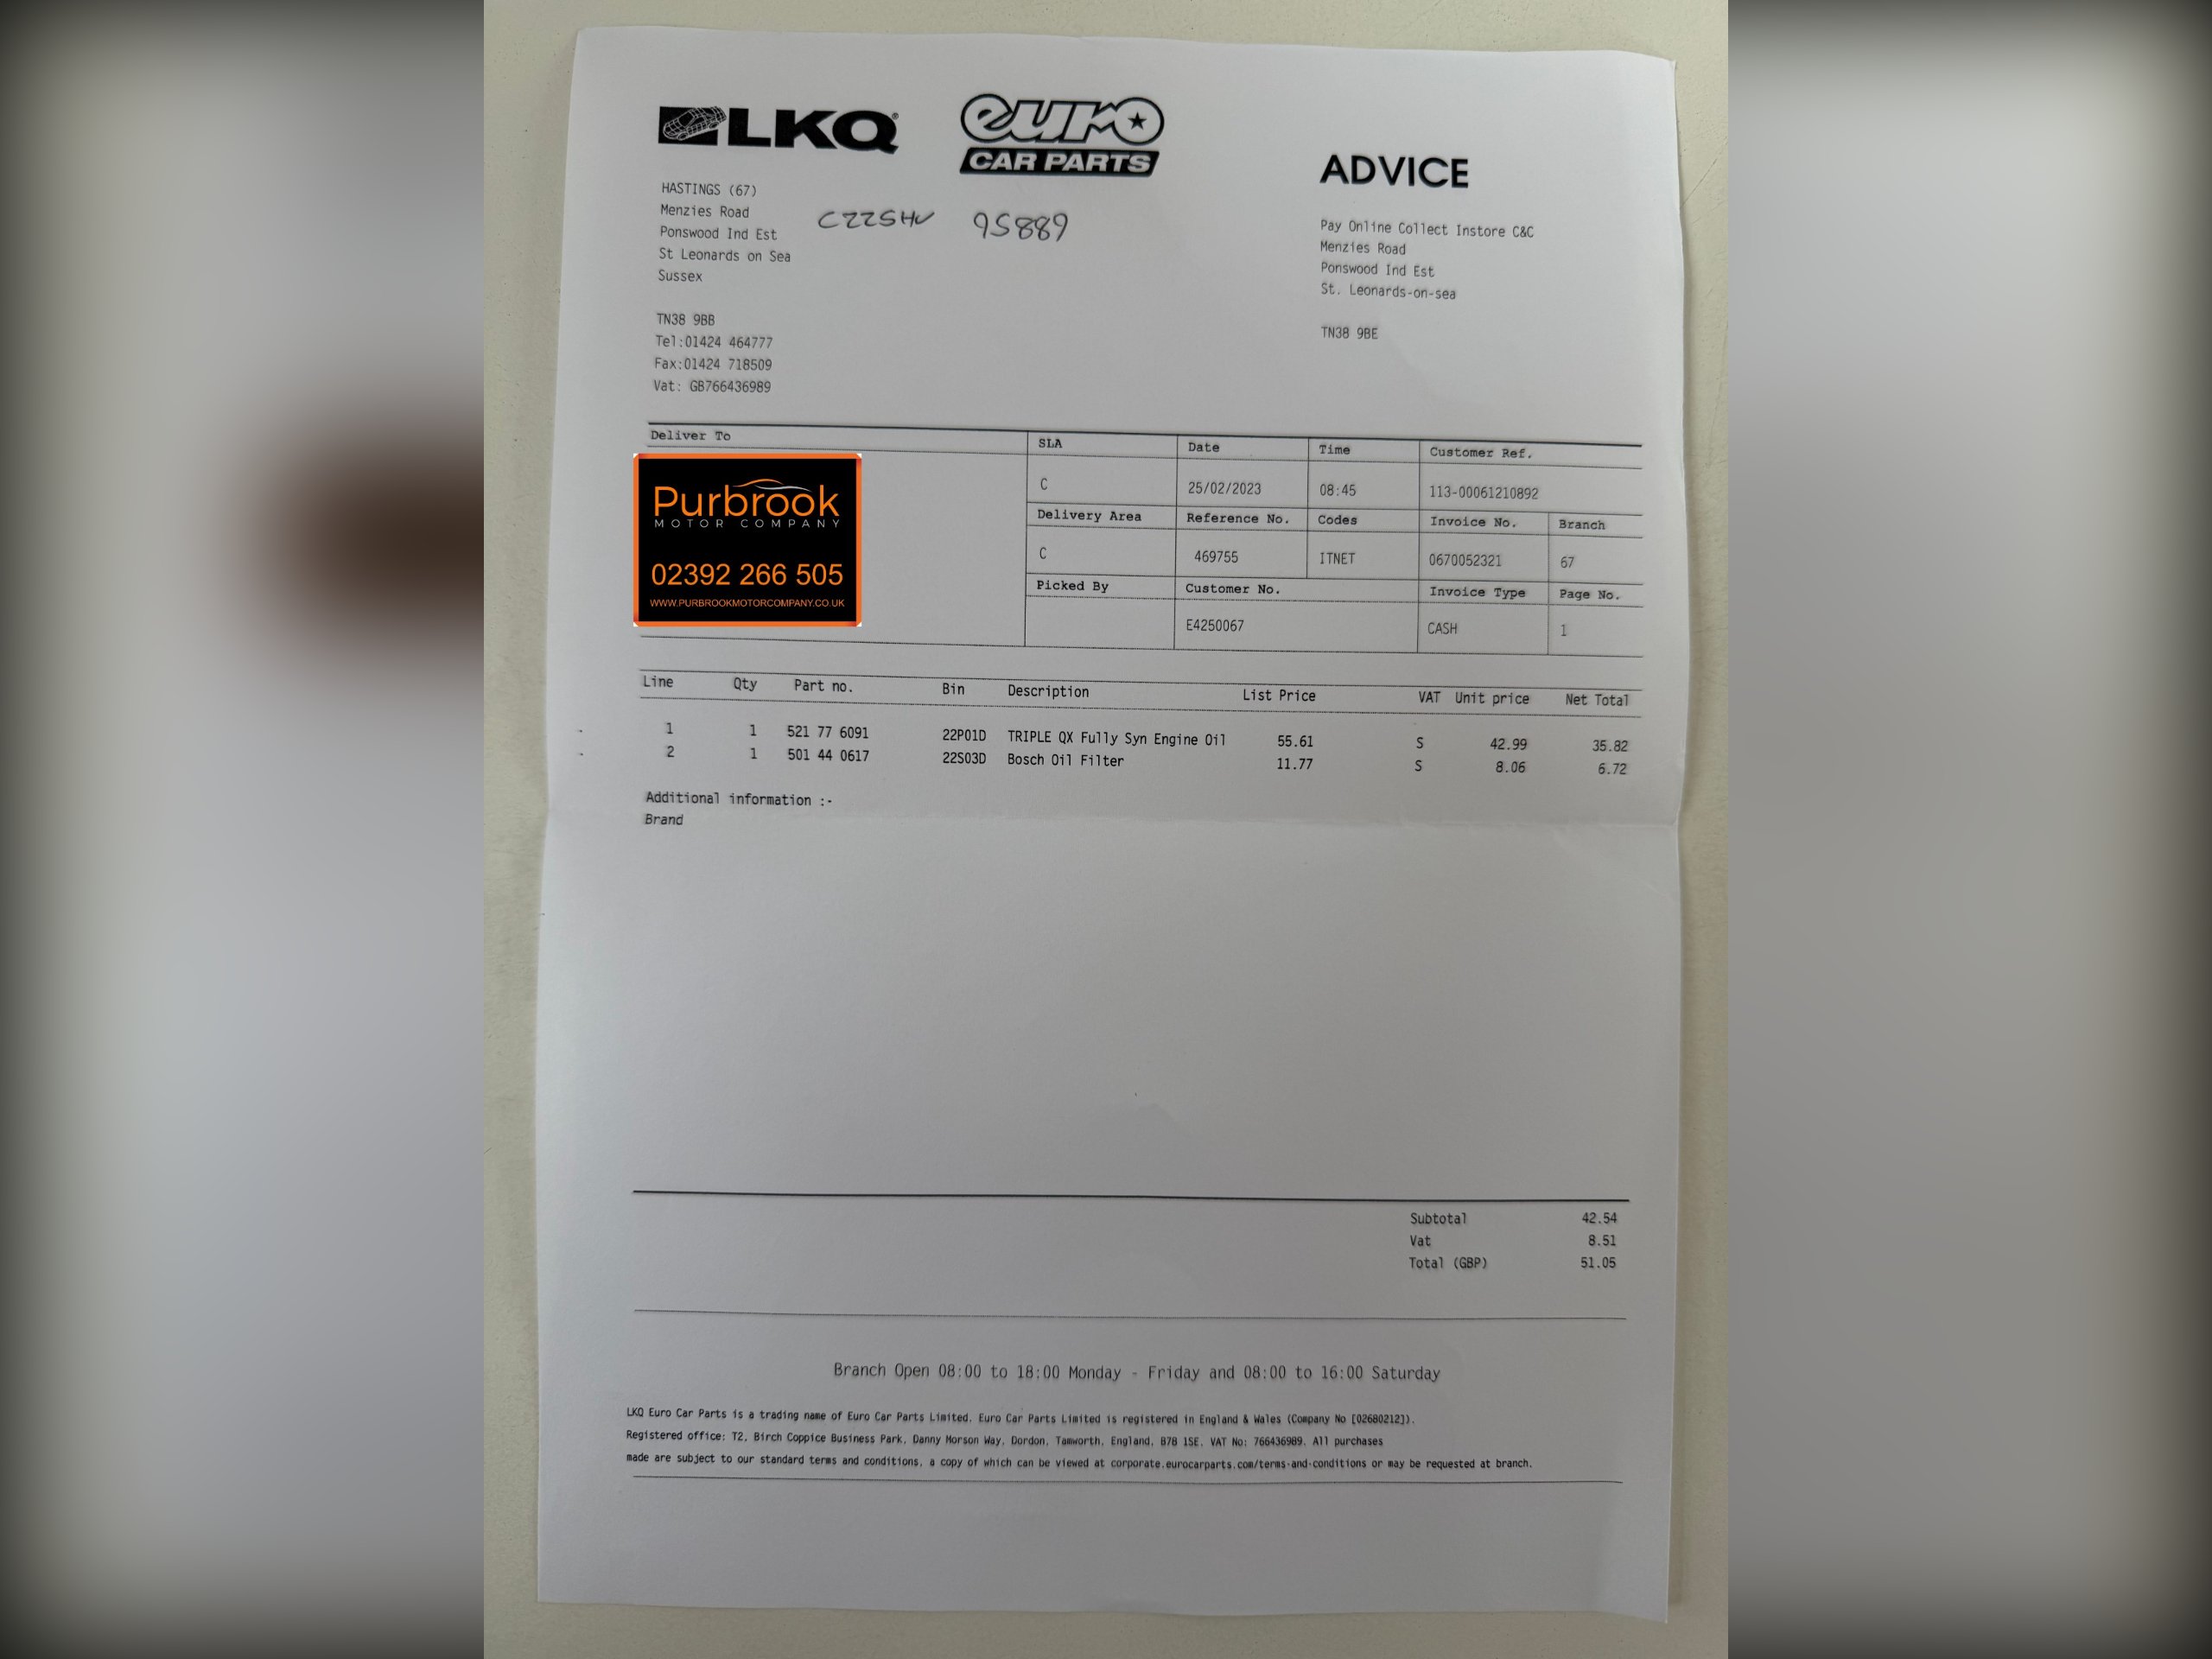 LKQ
euro
CAR PARTS
ADVICE
HASTINGS (67)
Menzies Road
Ponswood Ind Est
St Leonards on Sea
Sussex
TN38 9BB
Tel:01424 464777
Fax:01424 718509
Vat: GB766436989
95889
Pay Online Collect Instore C&C
Menzies Road
Ponswood Ind Est
St. Leonards-on-sea
TN38 9BE
Deliver To
Purbrook
MOTOR COMPANY
02392 266 505
WWW.PURBROOKMOTORCOMPANY.CO.UK
SLA Date Time Customer Ref.
C 25/02/2023 08:45 113-00061210892
Delivery Area Reference No. Codes Invoice No. Branch
C 469755 ITNET 0670052321 67
Picked By Customer No. Invoice Type Page No.
E4250067 CASH 1
Line Qty Part no. Bin Description List Price VAT Unit price Net Total
1 1 521 77 6091 22P01D TRIPLE QX Fully Syn Engine Oil 55.61 S 42.99 35.82
2 1 501 44 0617 22S03D Bosch Oil Filter 11.77 S 8.06 6.72
Additional information :-
Brand
Subtotal 42.54
Vat 8.51
Total (GBP) 51.05
Branch Open 08:00 to 18:00 Monday - Friday and 08:00 to 16:00 Saturday
LKQ Euro Car Parts is a trading name of Euro Car Parts Limited. Euro Car Parts Limited is registered in England & Wales (Company No [02680212]).
Registered office: T2, Birch Coppice Business Park, Danny Morson Way, Dordon, Tamworth, England, B78 1SE. VAT No: 766436989. All purchases
made are subject to our standard terms and conditions, a copy of which can be viewed at corporate.eurocarparts.com/terms-and-conditions or may be requested at branch.